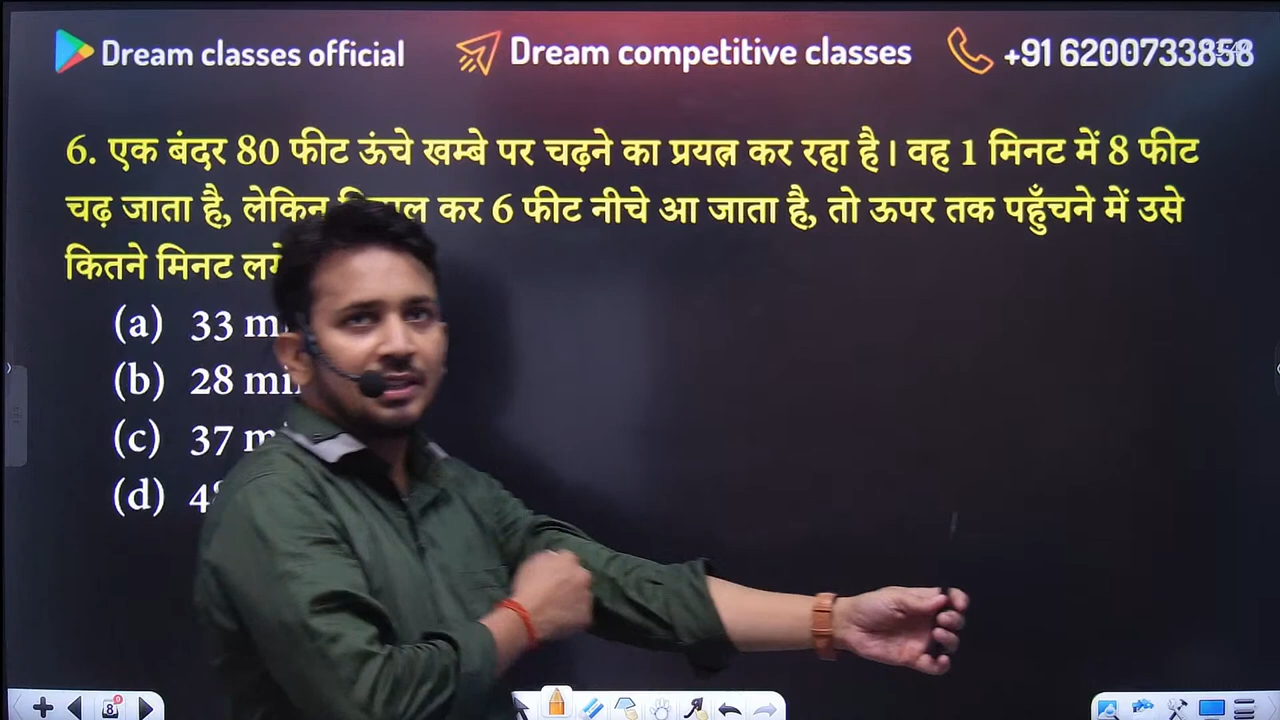 Dream classes official
Dream competitive classes
+91 6200733858
6. एक बंदर 80 फीट ऊंचे खम्बे पर चढ़ने का प्रयत्न कर रहा है। वह 1 मिनट में 8 फीट
चढ़ जाता है, लेकिन कर 6 फीट नीचे आ जाता है, तो ऊपर तक पहुँचने में उसे
कितने मिनट
(a) 33
(b) 28 min
(c) 37
(d)